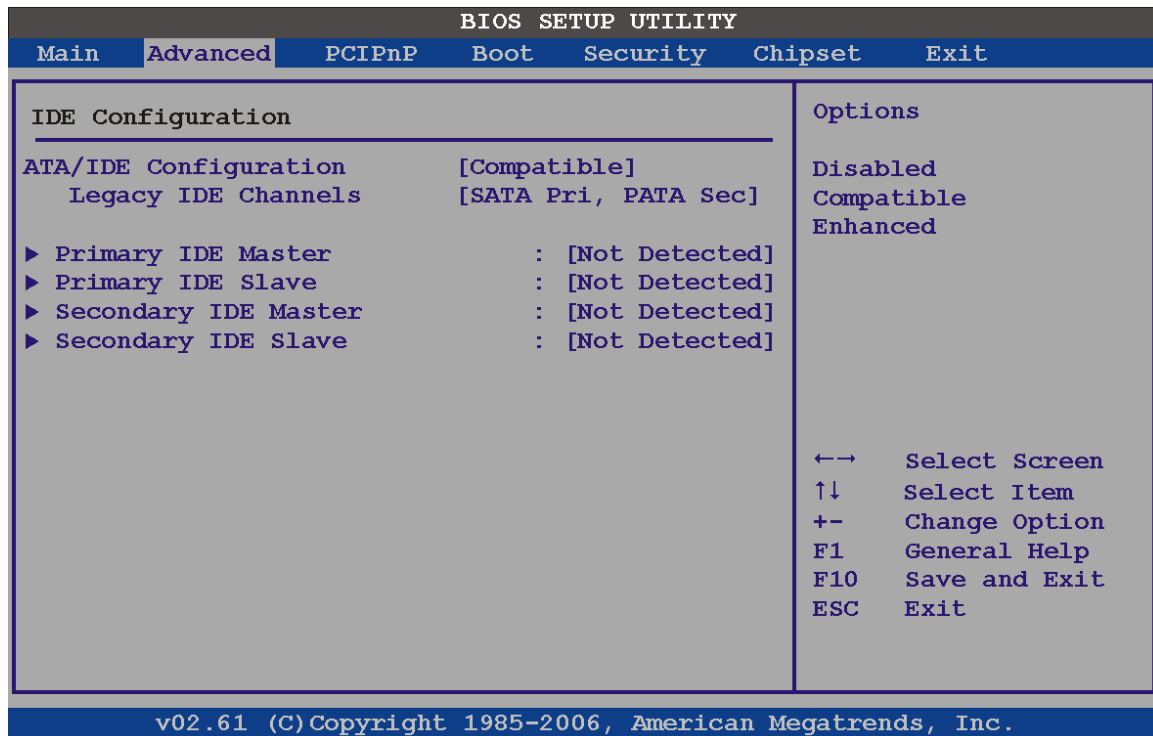 BIOS SETUP UTILITY
Main Advanced PCIPnP Boot Security Chipset Exit
IDE Configuration
ATA/IDE Configuration [Compatible]
Legacy IDE Channels [SATA Pri, PATA Sec]
▶ Primary IDE Master : [Not Detected]
▶ Primary IDE Slave : [Not Detected]
▶ Secondary IDE Master : [Not Detected]
▶ Secondary IDE Slave : [Not Detected]
Options
Disabled
Compatible
Enhanced
←→ Select Screen
↑↓ Select Item
+- Change Option
F1 General Help
F10 Save and Exit
ESC Exit
v02.61 (C)Copyright 1985-2006, American Megatrends, Inc.